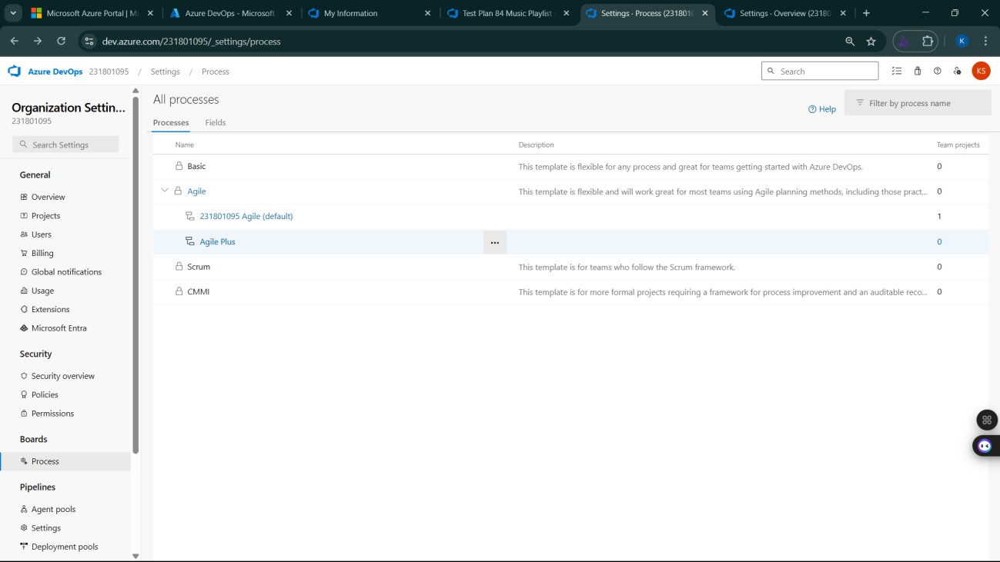 Microsoft Azure Portal | Mi
Azure DevOps - Microsoft
My Information
Test Plan 84 Music Playlist
Settings · Process (2318010
Settings · Overview (23180
dev.azure.com/231801095/_settings/process
K
Azure DevOps 231801095 / Settings / Process
Search
KS
Organization Settin...
231801095
Search Settings
General
Overview
Projects
Users
Billing
Global notifications
Usage
Extensions
Microsoft Entra
Security
Security overview
Policies
Permissions
Boards
Process
Pipelines
Agent pools
Settings
Deployment pools
All processes
Help
Filter by process name
Processes Fields
Name Description Team projects
Basic This template is flexible for any process and great for teams getting started with Azure DevOps. 0
Agile This template is flexible and will work great for most teams using Agile planning methods, including those pract... 0
231801095 Agile (default) 1
Agile Plus ... 0
Scrum This template is for teams who follow the Scrum framework. 0
CMMI This template is for more formal projects requiring a framework for process improvement and an auditable reco... 0